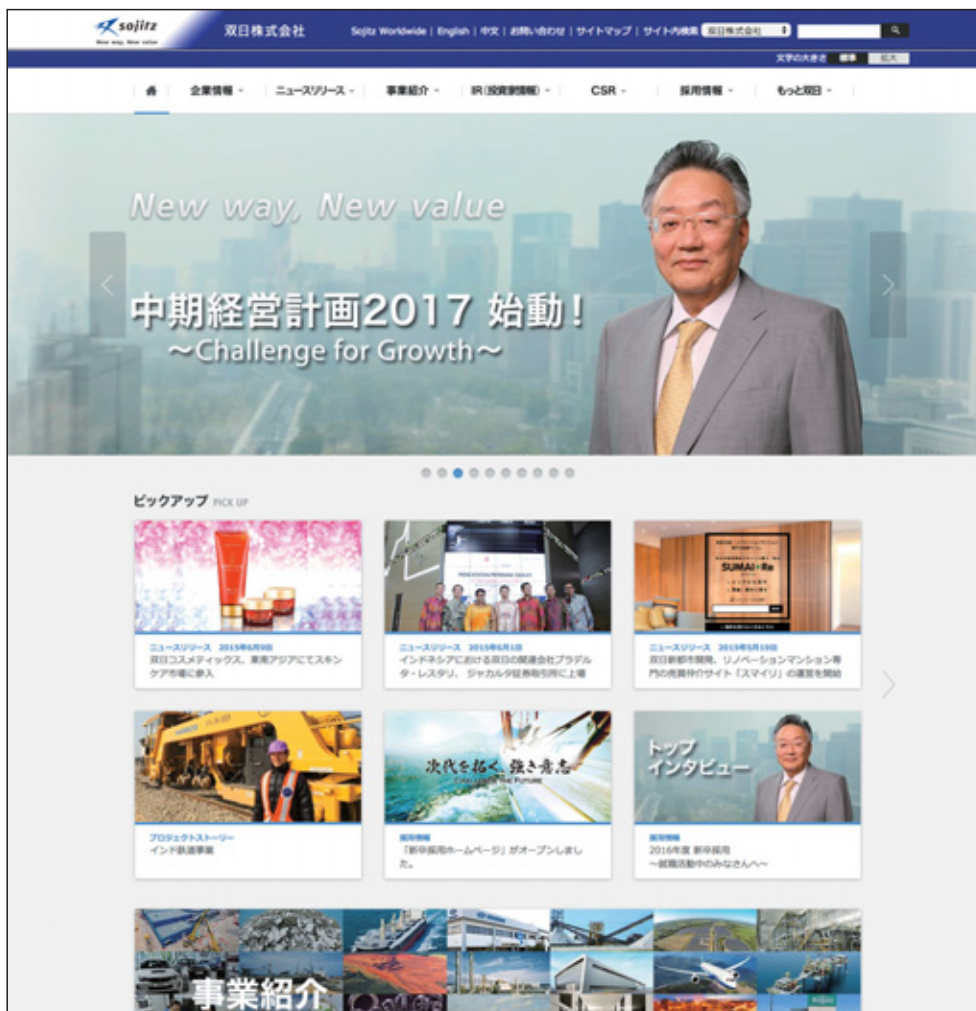 sojitz
New way, New value
双日株式会社
Sojitz Worldwide | English | 中文 | お問い合わせ | サイトマップ | サイト内検索 双日株式会社
文字の大きさ 標準 拡大
企業情報
ニュースリリース
事業紹介
IR(投資家情報)
CSR
採用情報
もっと双日
New way, New value
中期経営計画2017 始動!
~Challenge for Growth~
ピックアップ PICK UP
SUMAI+Re
ニュースリリース 2015年6月9日
双日コスメティックス、東南アジアにてスキン
ケア市場に参入
ニュースリリース 2015年6月1日
インドネシアにおける双日の関連会社プラデル
タ・レスタリ、 ジャカルタ証券取引所に上場
ニュースリリース 2015年5月19日
双日新都市開発、リノベーションマンション専
門の売買仲介サイト「スマイリ」の運営を開始
次代を拓く、強き意志
トップ
インタビュー
プロジェクトストーリー
インド鉄道事業
採用情報
「新卒採用ホームページ」がオープンしまし
た。
採用情報
2016年度 新卒採用
~就職活動中のみなさんへ~
事業紹介